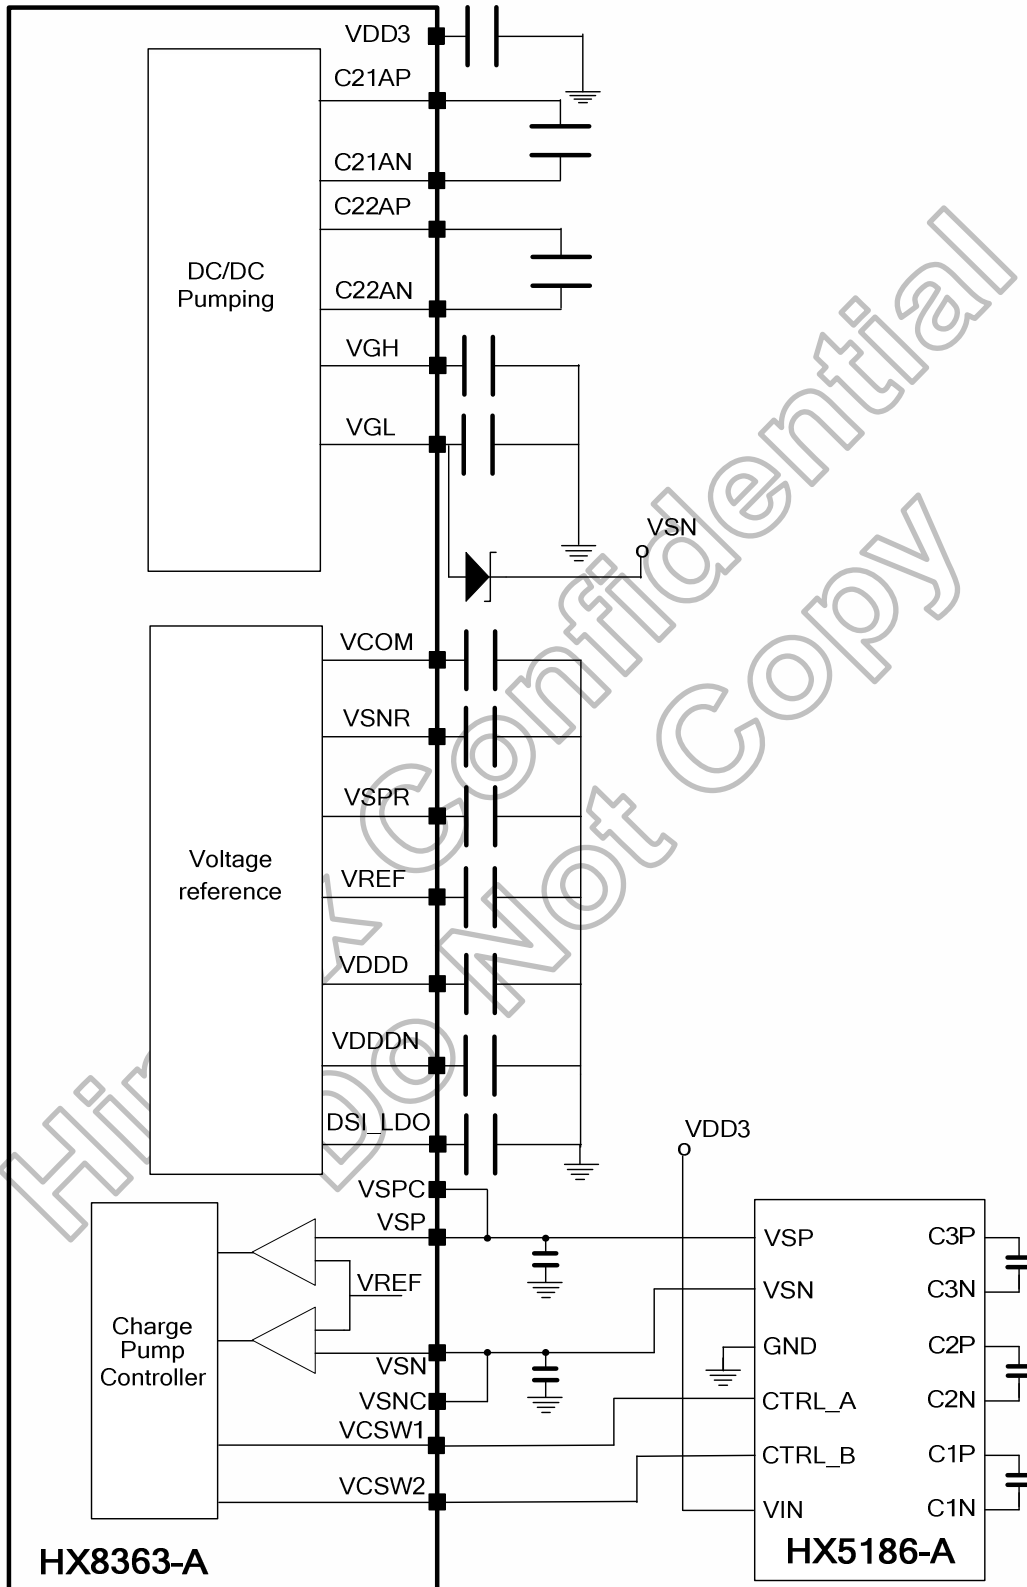 VDD3
C21AP
C21AN
C22AP
DC/DC
Pumping
C22AN
VGH
VGL
VSN
VCOM
VSNR
VSPR
Voltage
reference
VREF
VDDD
VDDDN
DSI_LDO
VDD3
VSPC
VSP
VREF
Charge
Pump
Controller
VSN
VSNC
VCSW1
VCSW2
HX8363-A
VSP
C3P
VSN
C3N
GND
C2P
CTRL_A
C2N
CTRL_B
C1P
VIN
C1N
HX5186-A
Confidential
Do Not Copy